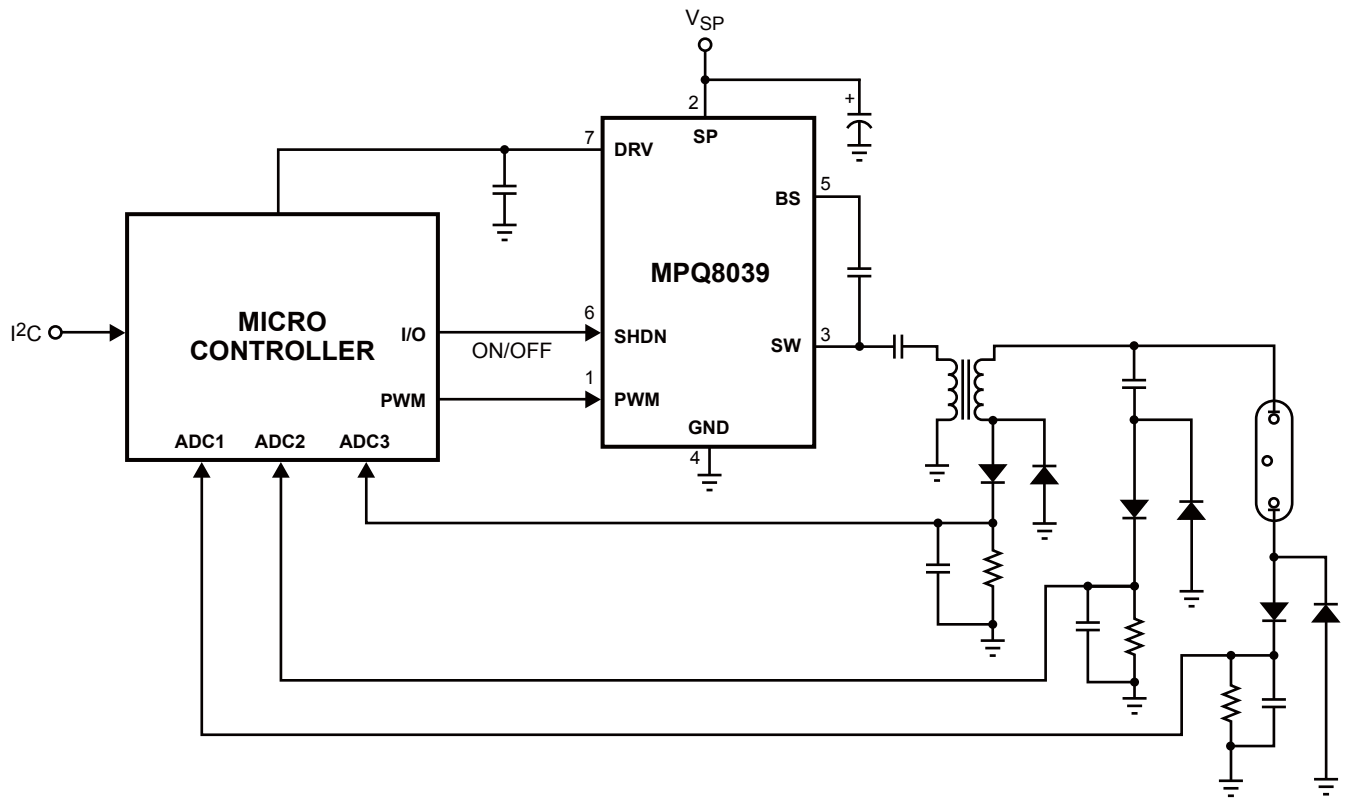 VSP
+
2
SP
7
DRV
5
BS
MPQ8039
MICRO
CONTROLLER
I²C
I/O
ON/OFF
6
SHDN
3
SW
PWM
1
PWM
GND
4
ADC1 ADC2 ADC3